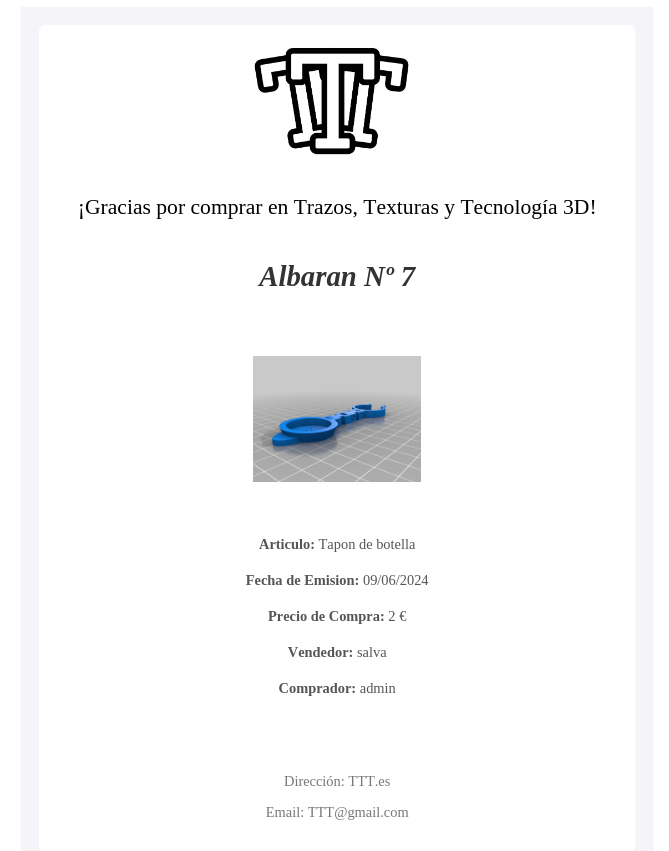 ¡Gracias por comprar en Trazos, Texturas y Tecnología 3D!
Albaran Nº 7
Articulo: Tapon de botella
Fecha de Emision: 09/06/2024
Precio de Compra: 2 €
Vendedor: salva
Comprador: admin
Dirección: TTT.es
Email: TTT@gmail.com